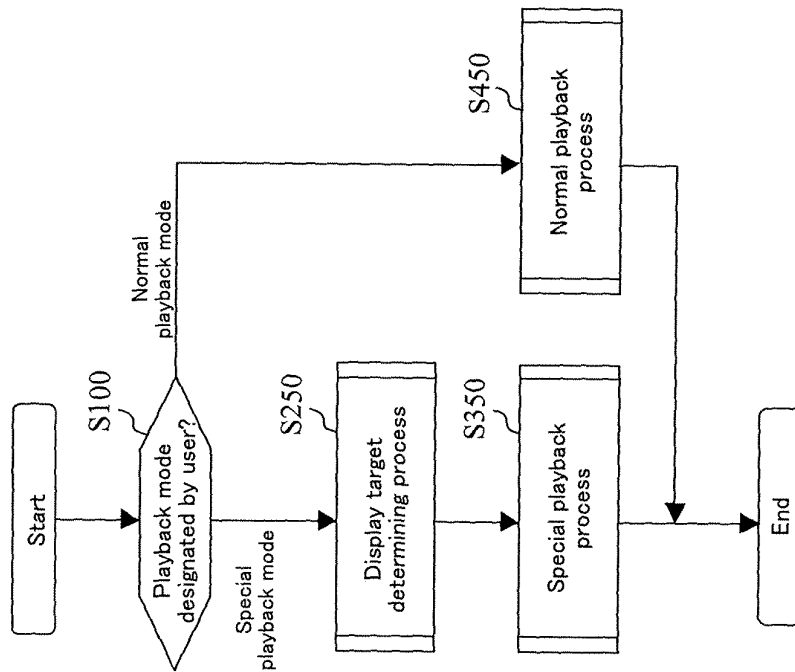 Start
S100
Playback mode
designated by user?
Normal
playback mode
Special
playback mode
S250
Display target
determining process
S350
Special playback
process
S450
Normal playback
process
End